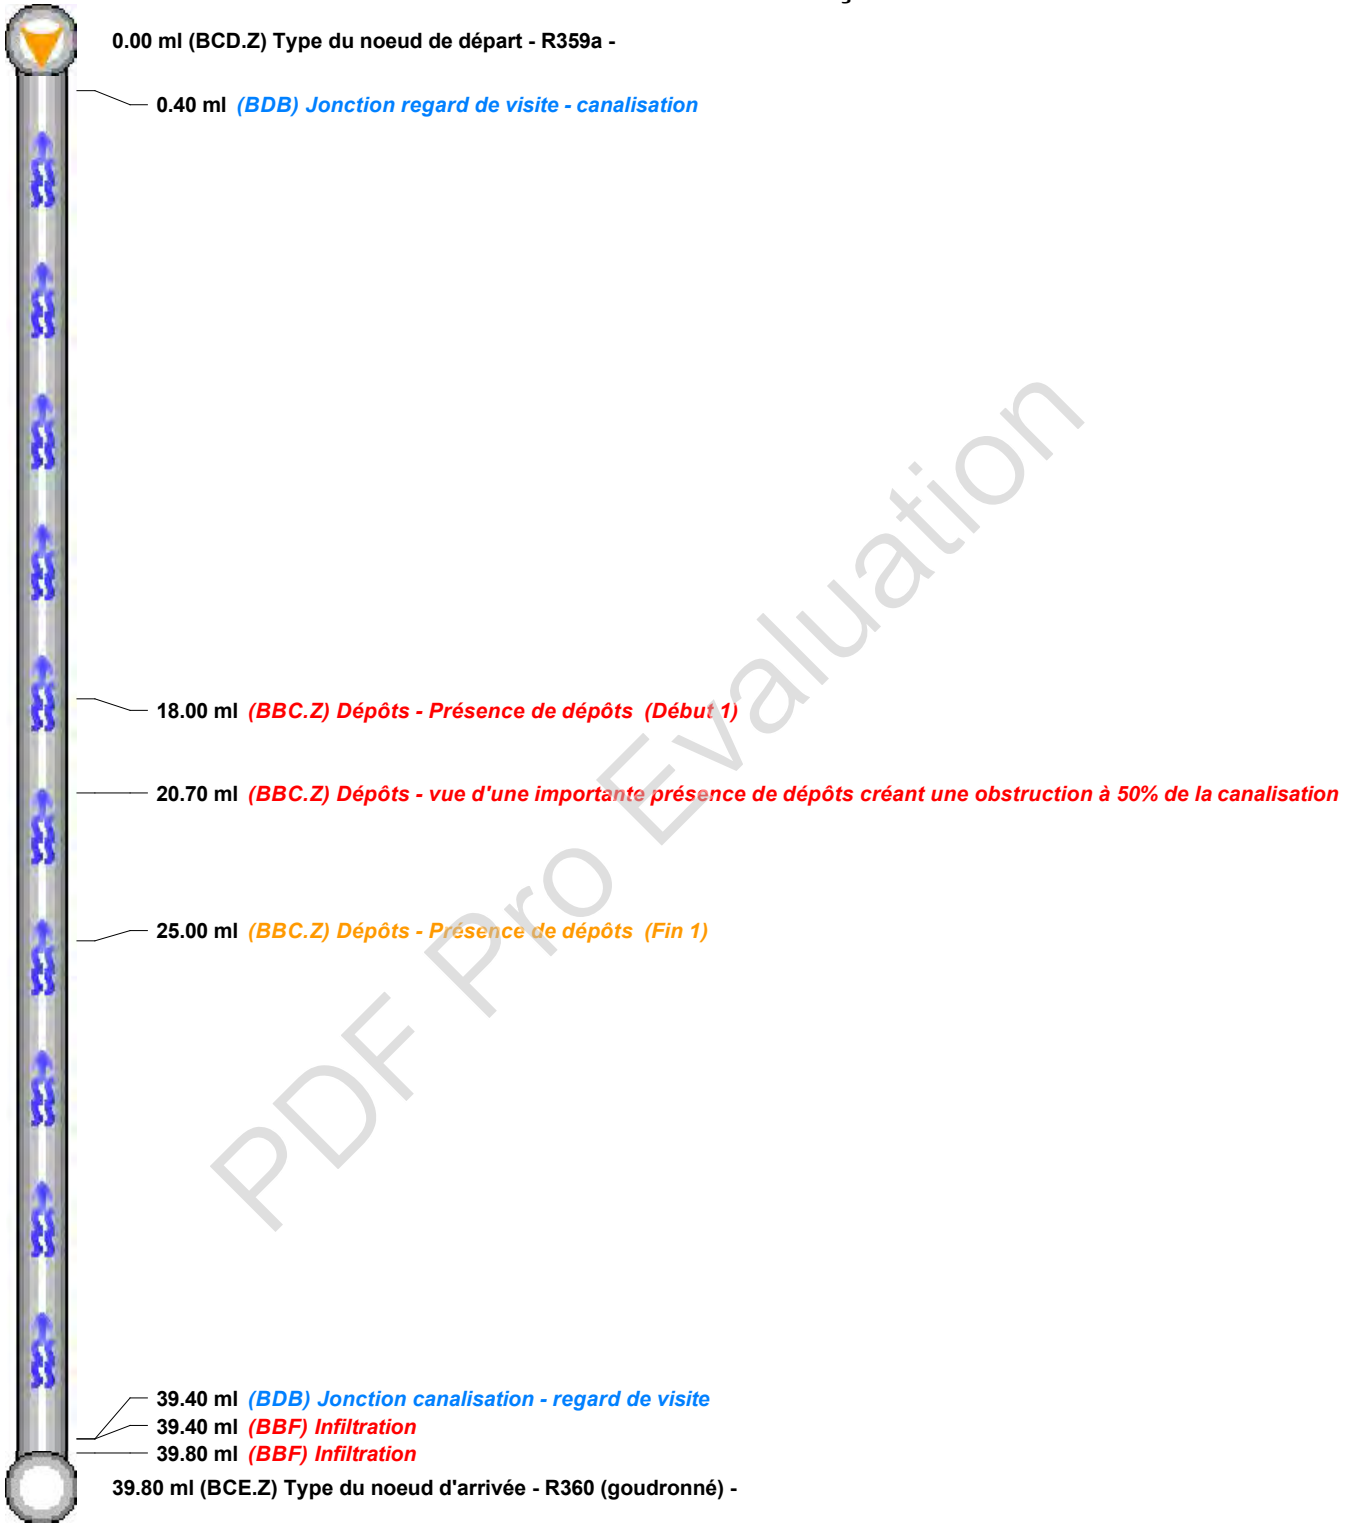 0.00 ml (BCD.Z) Type du noeud de départ - R359a -
0.40 ml (BDB) Jonction regard de visite - canalisation
18.00 ml (BBC.Z) Dépôts - Présence de dépôts (Début 1)
20.70 ml (BBC.Z) Dépôts - vue d'une importante présence de dépôts créant une obstruction à 50% de la canalisation
25.00 ml (BBC.Z) Dépôts - Présence de dépôts (Fin 1)
39.40 ml (BDB) Jonction canalisation - regard de visite
39.40 ml (BBF) Infiltration
39.80 ml (BBF) Infiltration
39.80 ml (BCE.Z) Type du noeud d'arrivée - R360 (goudronné) -
PDF Pro Evaluation